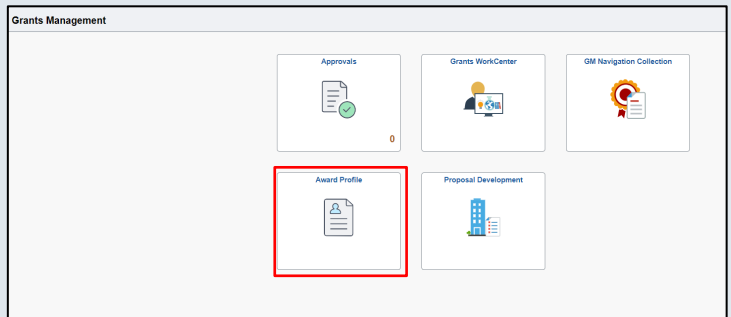 Grants Management
Approvals
Grants WorkCenter
GM Navigation Collection
0
Award Profile
Proposal Development